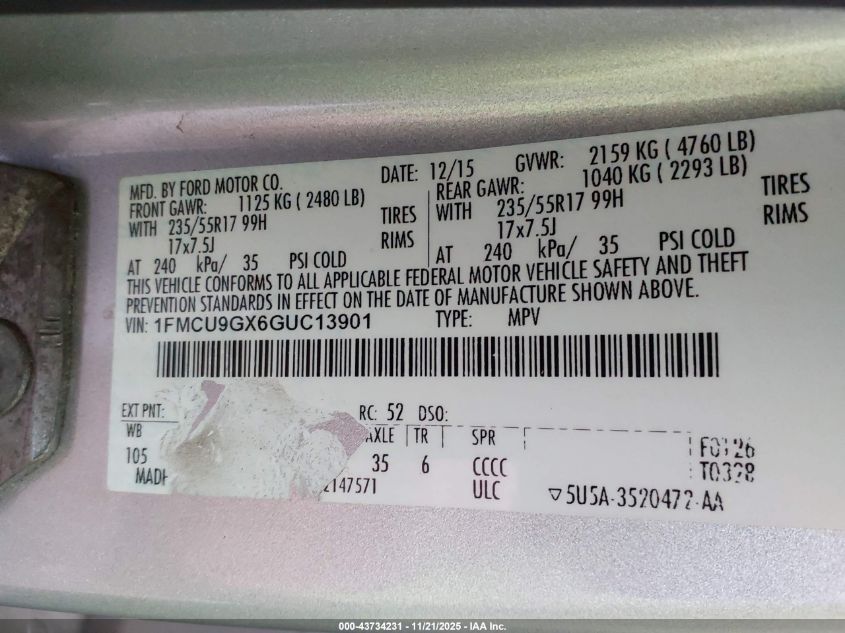 MFD. BY FORD MOTOR CO. DATE: 12/15 GVWR: 2159 KG ( 4760 LB)
FRONT GAWR: 1125 KG ( 2480 LB) REAR GAWR: 1040 KG ( 2293 LB)
WITH 235/55R17 99H TIRES WITH 235/55R17 99H TIRES
17x7.5J RIMS 17x7.5J RIMS
AT 240 kPa/ 35 PSI COLD AT 240 kPa/ 35 PSI COLD
THIS VEHICLE CONFORMS TO ALL APPLICABLE FEDERAL MOTOR VEHICLE SAFETY AND THEFT
PREVENTION STANDARDS IN EFFECT ON THE DATE OF MANUFACTURE SHOWN ABOVE.
VIN: 1FMCU9GX6GUC13901 TYPE: MPV
EXT PNT: RC: 52 DSO:
WB AXLE TR SPR F0126
105 35 6 CCCC T0328
2147571 ULC 5U5A-3520472-AA
000-43734231 - 11/21/2025 - IAA Inc.